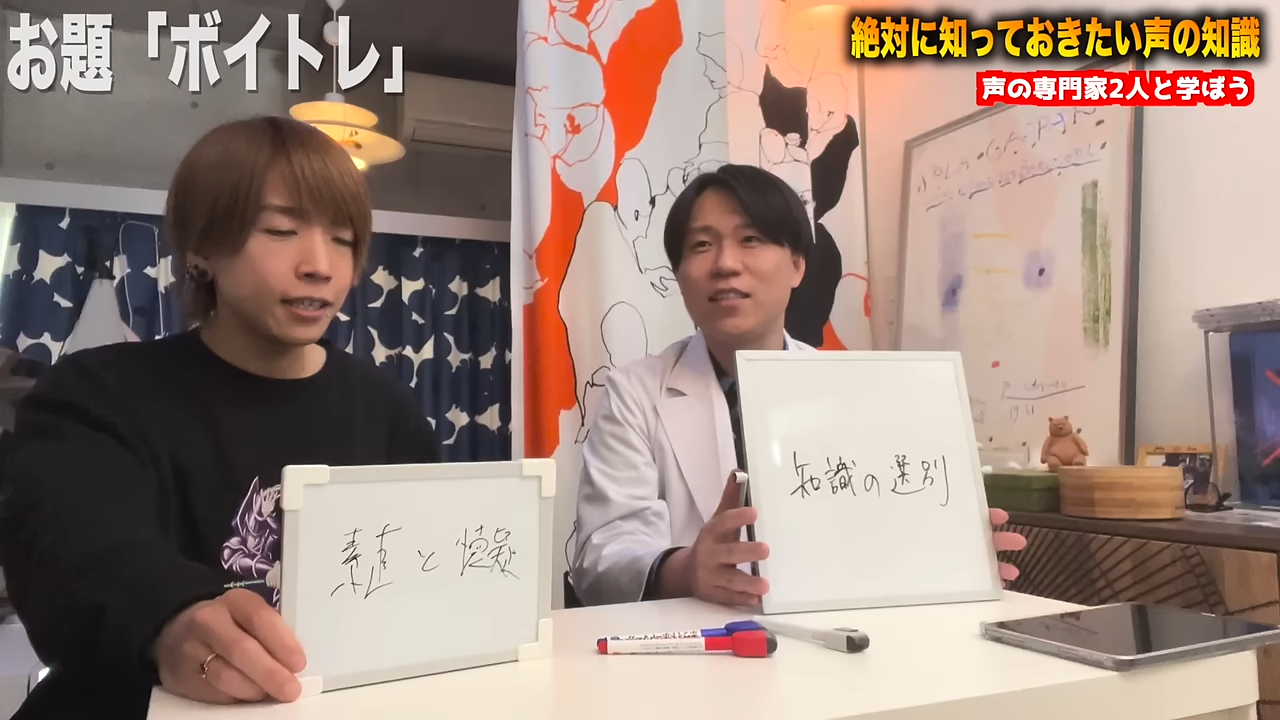 お題「ボイトレ」
絶対に知っておきたい声の知識
声の専門家2人と学ぼう
素直と懐疑
知識の選別